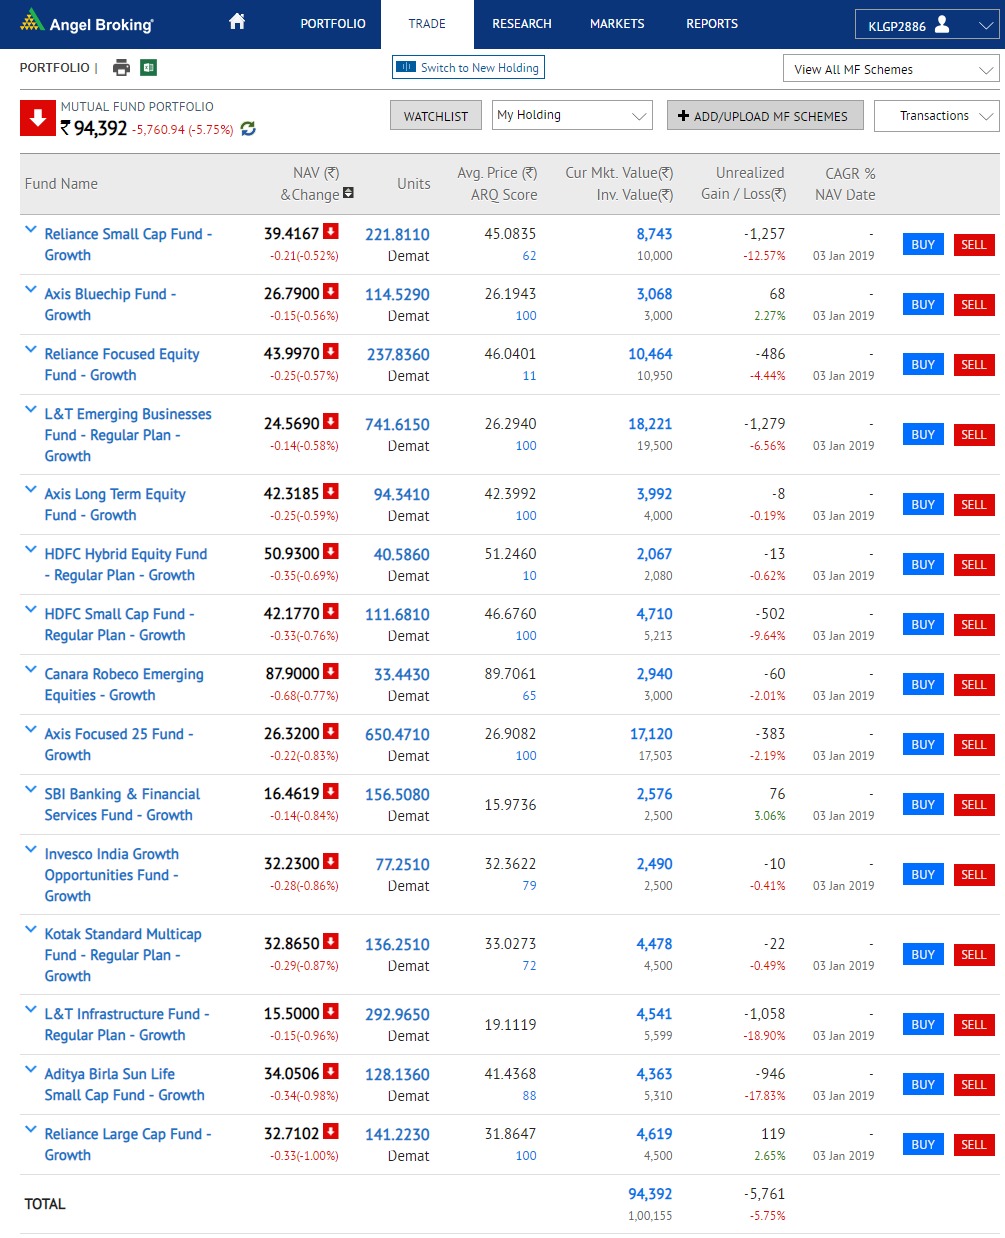 Angel Broking
PORTFOLIO TRADE RESEARCH MARKETS REPORTS KLGP2886
PORTFOLIO | Switch to New Holding View All MF Schemes
MUTUAL FUND PORTFOLIO
₹ 94,392 -5,760.94 (-5.75%) WATCHLIST My Holding ADD/UPLOAD MF SCHEMES Transactions
Fund Name NAV (₹) &Change Units Avg. Price (₹) ARQ Score Cur Mkt. Value(₹) Inv. Value(₹) Unrealized Gain / Loss(₹) CAGR % NAV Date
Reliance Small Cap Fund - 39.4167 221.8110 45.0835 8,743 -1,257 - BUY SELL
Growth -0.21(-0.52%) Demat 62 10,000 -12.57% 03 Jan 2019
Axis Bluechip Fund - 26.7900 114.5290 26.1943 3,068 68 - BUY SELL
Growth -0.15(-0.56%) Demat 100 3,000 2.27% 03 Jan 2019
Reliance Focused Equity 43.9970 237.8360 46.0401 10,464 -486 - BUY SELL
Fund - Growth -0.25(-0.57%) Demat 11 10,950 -4.44% 03 Jan 2019
L&T Emerging Businesses
Fund - Regular Plan - 24.5690 741.6150 26.2940 18,221 -1,279 - BUY SELL
Growth -0.14(-0.58%) Demat 100 19,500 -6.56% 03 Jan 2019
Axis Long Term Equity 42.3185 94.3410 42.3992 3,992 -8 - BUY SELL
Fund - Growth -0.25(-0.59%) Demat 100 4,000 -0.19% 03 Jan 2019
HDFC Hybrid Equity Fund 50.9300 40.5860 51.2460 2,067 -13 - BUY SELL
- Regular Plan - Growth -0.35(-0.69%) Demat 10 2,080 -0.62% 03 Jan 2019
HDFC Small Cap Fund - 42.1770 111.6810 46.6760 4,710 -502 - BUY SELL
Regular Plan - Growth -0.33(-0.76%) Demat 100 5,213 -9.64% 03 Jan 2019
Canara Robeco Emerging 87.9000 33.4430 89.7061 2,940 -60 - BUY SELL
Equities - Growth -0.68(-0.77%) Demat 65 3,000 -2.01% 03 Jan 2019
Axis Focused 25 Fund - 26.3200 650.4710 26.9082 17,120 -383 - BUY SELL
Growth -0.22(-0.83%) Demat 100 17,503 -2.19% 03 Jan 2019
SBI Banking & Financial 16.4619 156.5080 15.9736 2,576 76 - BUY SELL
Services Fund - Growth -0.14(-0.84%) Demat 2,500 3.06% 03 Jan 2019
Invesco India Growth
Opportunities Fund - 32.2300 77.2510 32.3622 2,490 -10 - BUY SELL
Growth -0.28(-0.86%) Demat 79 2,500 -0.41% 03 Jan 2019
Kotak Standard Multicap
Fund - Regular Plan - 32.8650 136.2510 33.0273 4,478 -22 - BUY SELL
Growth -0.29(-0.87%) Demat 72 4,500 -0.49% 03 Jan 2019
L&T Infrastructure Fund - 15.5000 292.9650 19.1119 4,541 -1,058 - BUY SELL
Regular Plan - Growth -0.15(-0.96%) Demat 5,599 -18.90% 03 Jan 2019
Aditya Birla Sun Life 34.0506 128.1360 41.4368 4,363 -946 - BUY SELL
Small Cap Fund - Growth -0.34(-0.98%) Demat 88 5,310 -17.83% 03 Jan 2019
Reliance Large Cap Fund - 32.7102 141.2230 31.8647 4,619 119 - BUY SELL
Growth -0.33(-1.00%) Demat 100 4,500 2.65% 03 Jan 2019
TOTAL 94,392 -5,761
1,00,155 -5.75%